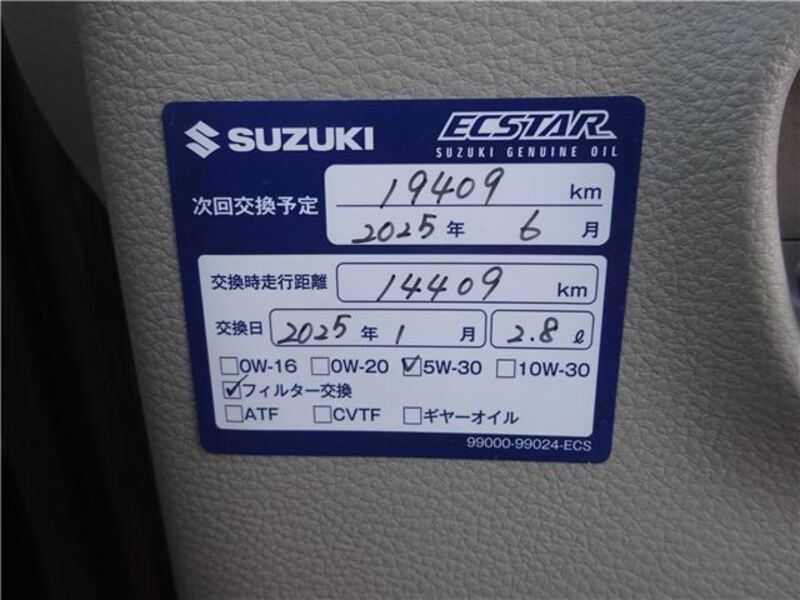 SUZUKI ECSTAR
SUZUKI GENUINE OIL
次回交換予定 19409 km
2025 年 6 月
交換時走行距離 14409 km
交換日 2025 年 1 月 2.8 ℓ
□0W-16 □0W-20 ☑5W-30 □10W-30
☑フィルター交換
□ATF □CVTF □ギヤーオイル
99000-99024-ECS